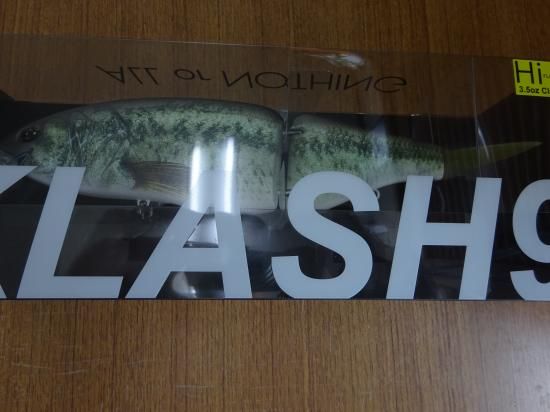 ALL or NOTHING
Hi
3.5oz
KLASH9